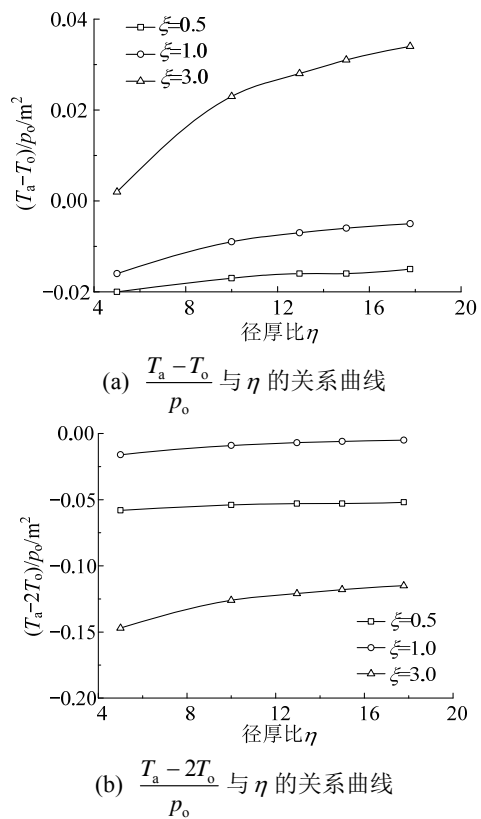 0.04
ξ=0.5
ξ=1.0
ξ=3.0
0.02
0.00
−0.02
(Ta−To)/po/m²
4 8 12 16 20
径厚比η
(a) (Ta−To)/po 与 η 的关系曲线
0.00
−0.05
−0.10
−0.15
−0.20
(Ta−2To)/po/m²
ξ=0.5
ξ=1.0
ξ=3.0
4 8 12 16 20
径厚比η
(b) (Ta−2To)/po 与 η 的关系曲线